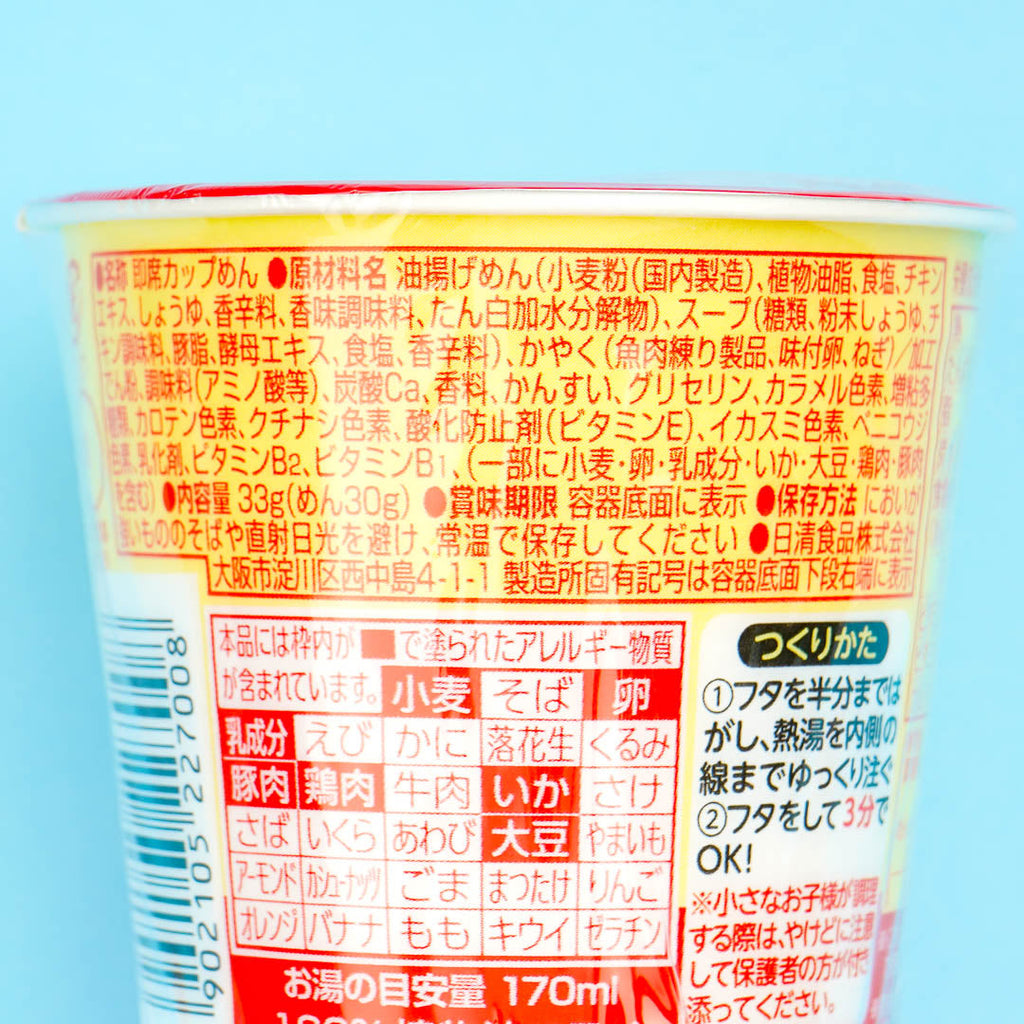 ●名称 即席カップめん ●原材料名 油揚げめん(小麦粉(国内製造)、植物油脂、食塩、チキン
エキス、しょうゆ、香辛料、香味調味料、たん白加水分解物)、スープ(糖類、粉末しょうゆ、チ
キン調味料、豚脂、酵母エキス、食塩、香辛料)、かやく(魚肉練り製品、味付卵、ねぎ)/加工
でん粉、調味料(アミノ酸等)、炭酸Ca、香料、かんすい、グリセリン、カラメル色素、増粘多
糖類、カロテン色素、クチナシ色素、酸化防止剤(ビタミンE)、イカスミ色素、ベニコウジ
色素、乳化剤、ビタミンB2、ビタミンB1、(一部に小麦・卵・乳成分・いか・大豆・鶏肉・豚肉
を含む) ●内容量 33g(めん30g) ●賞味期限 容器底面に表示 ●保存方法 においが
強いもののそばや直射日光を避け、常温で保存してください ●日清食品株式会社
大阪市淀川区西中島4-1-1 製造所固有記号は容器底面下段右端に表示
本品には枠内が■で塗られたアレルギー物質
が含まれています。 小麦 そば 卵
乳成分 えび かに 落花生 くるみ
豚肉 鶏肉 牛肉 いか さけ
さば いくら あわび 大豆 やまいも
アーモンド カシューナッツ ごま まつたけ りんご
オレンジ バナナ もも キウイ ゼラチン
お湯の目安量 170ml
つくりかた
①フタを半分までは
がし、熱湯を内側の
線までゆっくり注ぐ
②フタをして3分で
OK!
※小さなお子様が調理
する際は、やけどに注意
して保護者の方が付き
添ってください。
4902105227008